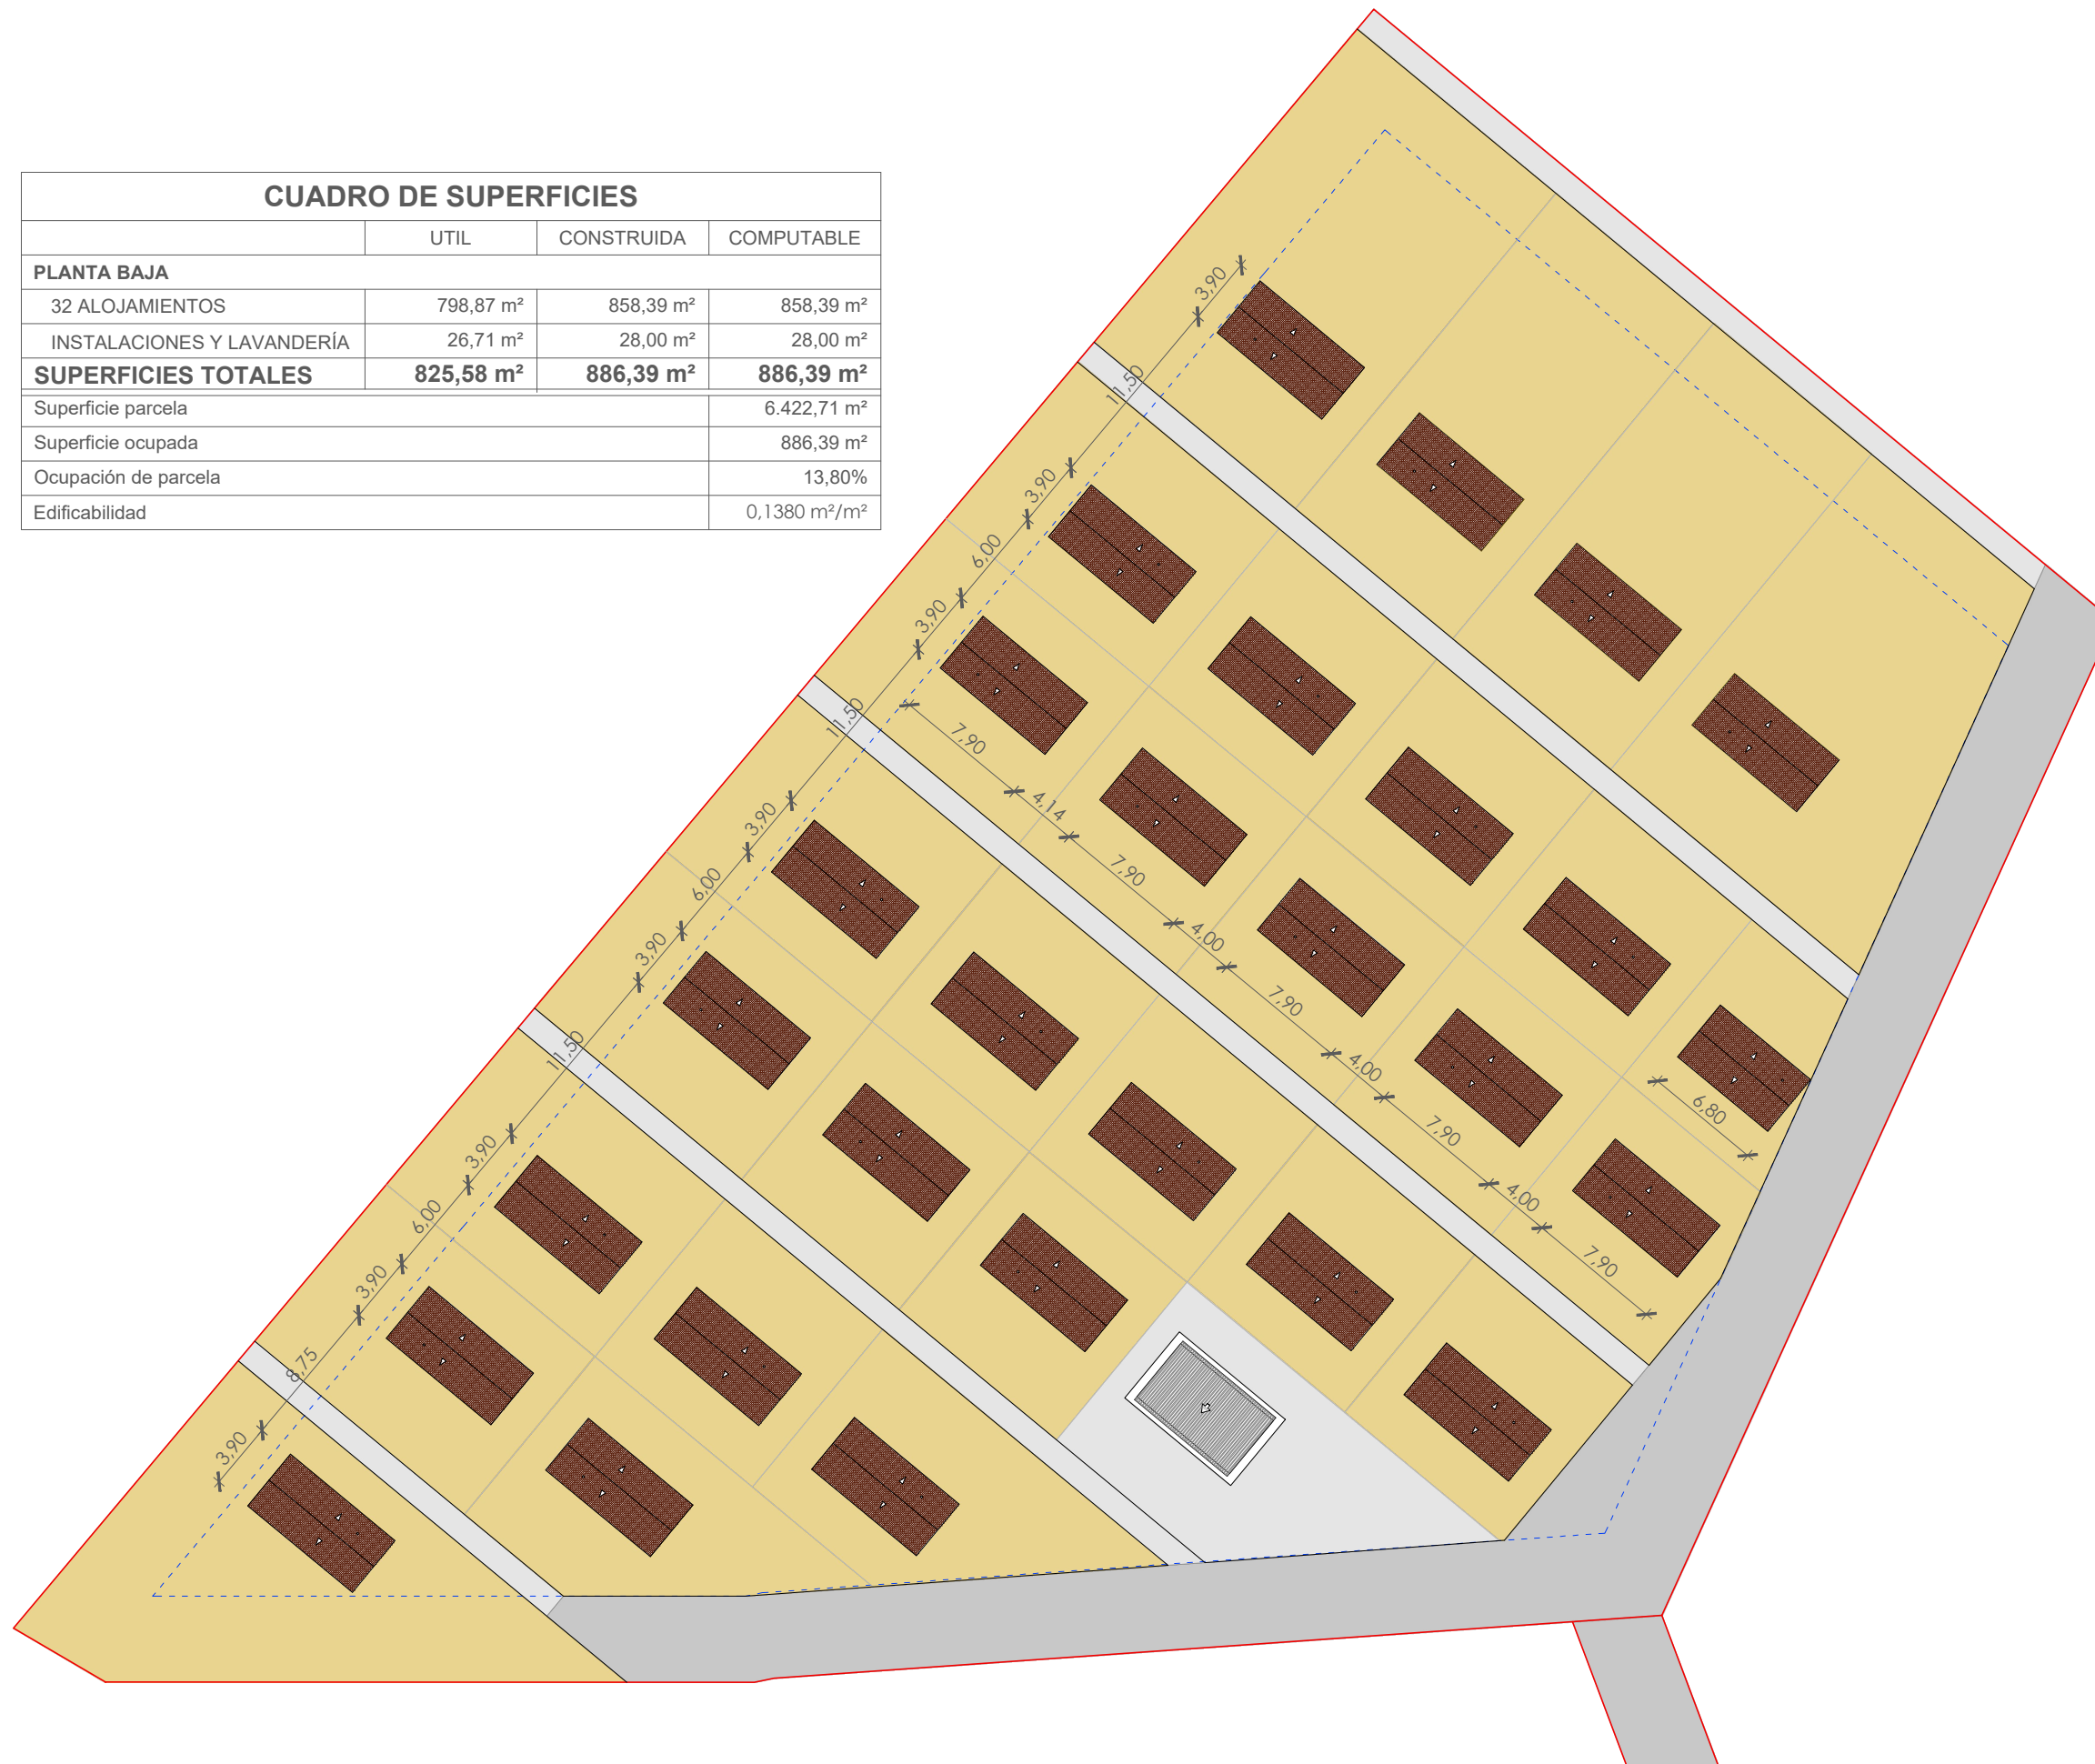 CUADRO DE SUPERFICIES
UTIL CONSTRUIDA COMPUTABLE
PLANTA BAJA
32 ALOJAMIENTOS 798,87 m² 858,39 m² 858,39 m²
INSTALACIONES Y LAVANDERÍA 26,71 m² 28,00 m² 28,00 m²
SUPERFICIES TOTALES 825,58 m² 886,39 m² 886,39 m²
Superficie parcela 6.422,71 m²
Superficie ocupada 886,39 m²
Ocupación de parcela 13,80%
Edificabilidad 0,1380 m²/m²
3,90
11,50
3,90
6,00
3,90
11,50
3,90
6,00
3,90
11,50
3,90
6,00
3,90
8,75
3,90
7,90
4,14
7,90
4,00
7,90
4,00
7,90
4,00
7,90
6,80